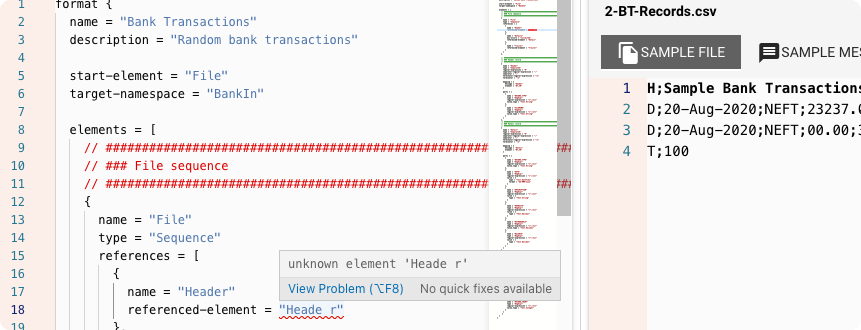 1 format {
2 name = "Bank Transactions"
3 description = "Random bank transactions"
4
5 start-element = "File"
6 target-namespace = "BankIn"
7
8 elements = [
9 // ################################################################
10 // ### File sequence
11 // ################################################################
12 {
13 name = "File"
14 type = "Sequence"
15 references = [
16 {
17 name = "Header"
18 referenced-element = "Heade r"
19 },
unknown element 'Heade r'
View Problem (⌥F8) No quick fixes available
2-BT-Records.csv
SAMPLE FILE SAMPLE MES
1 H;Sample Bank Transactions
2 D;20-Aug-2020;NEFT;23237.0
3 D;20-Aug-2020;NEFT;00.00;
4 T;100